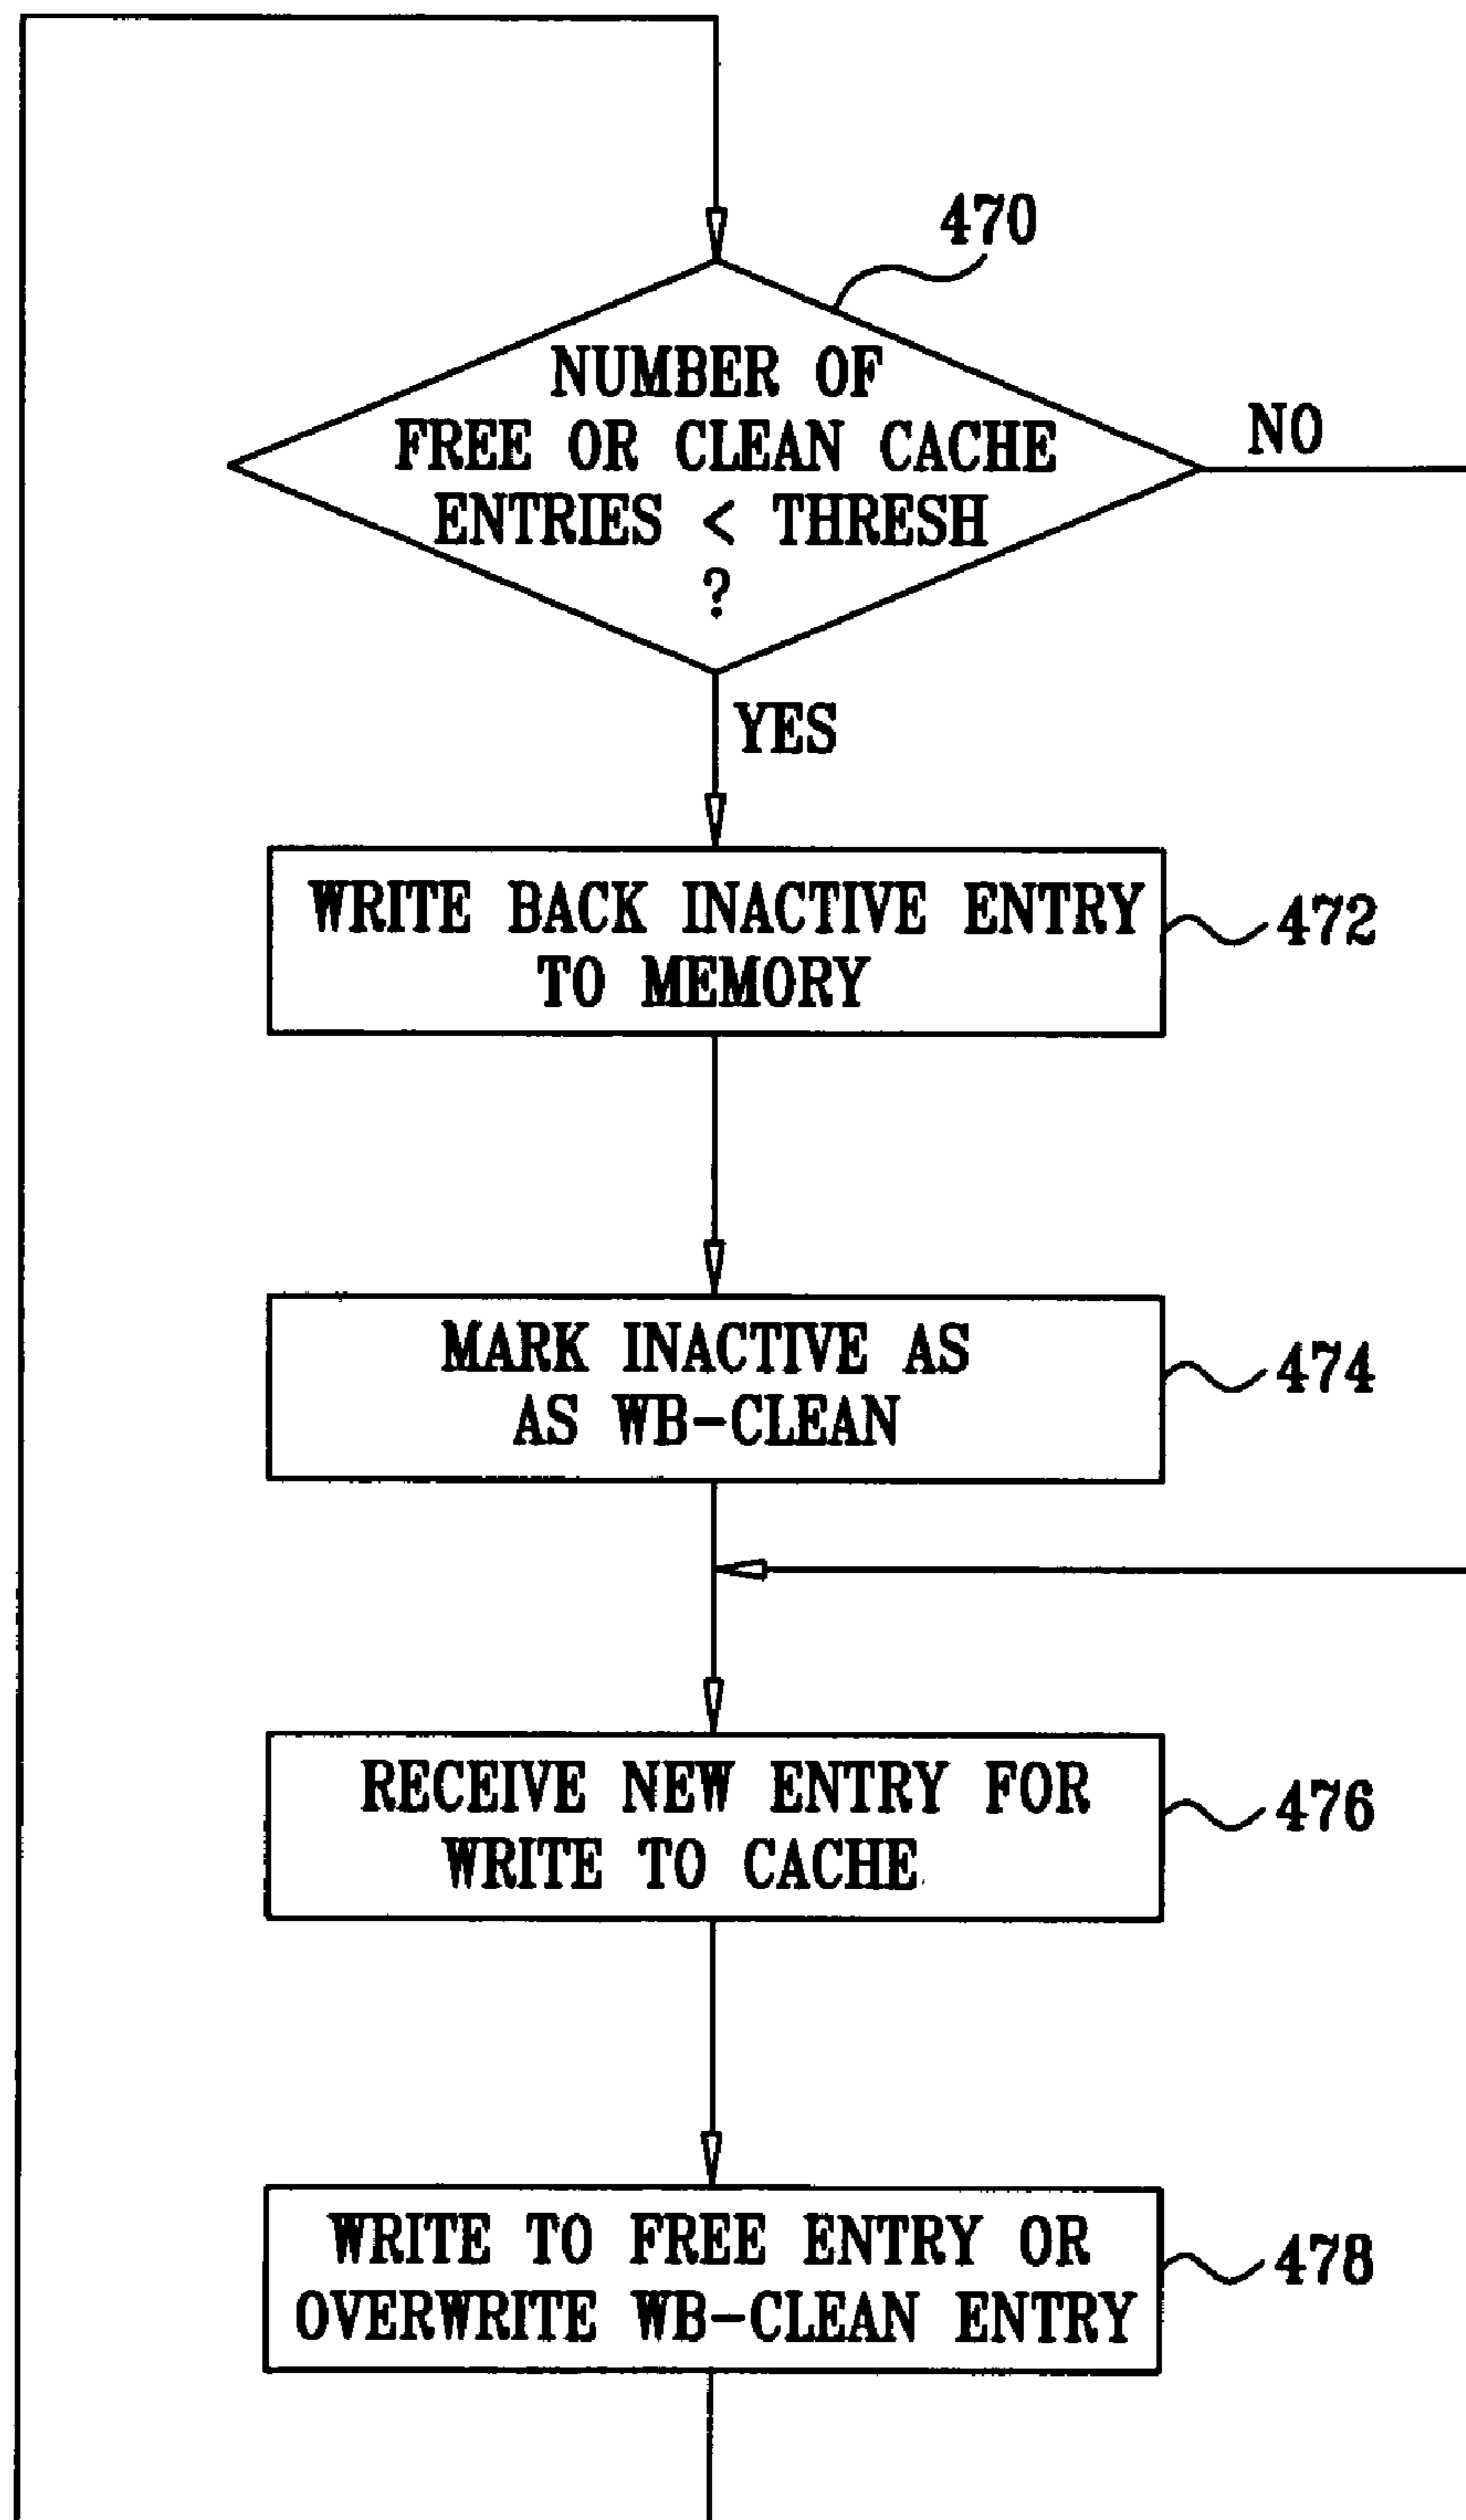 470
NUMBER OF
FREE OR CLEAN CACHE
ENTRIES < THRESH
?
NO
YES
WRITE BACK INACTIVE ENTRY
TO MEMORY
472
MARK INACTIVE AS
AS WB-CLEAN
474
RECEIVE NEW ENTRY FOR
WRITE TO CACHE
476
WRITE TO FREE ENTRY OR
OVERWRITE WB-CLEAN ENTRY
478